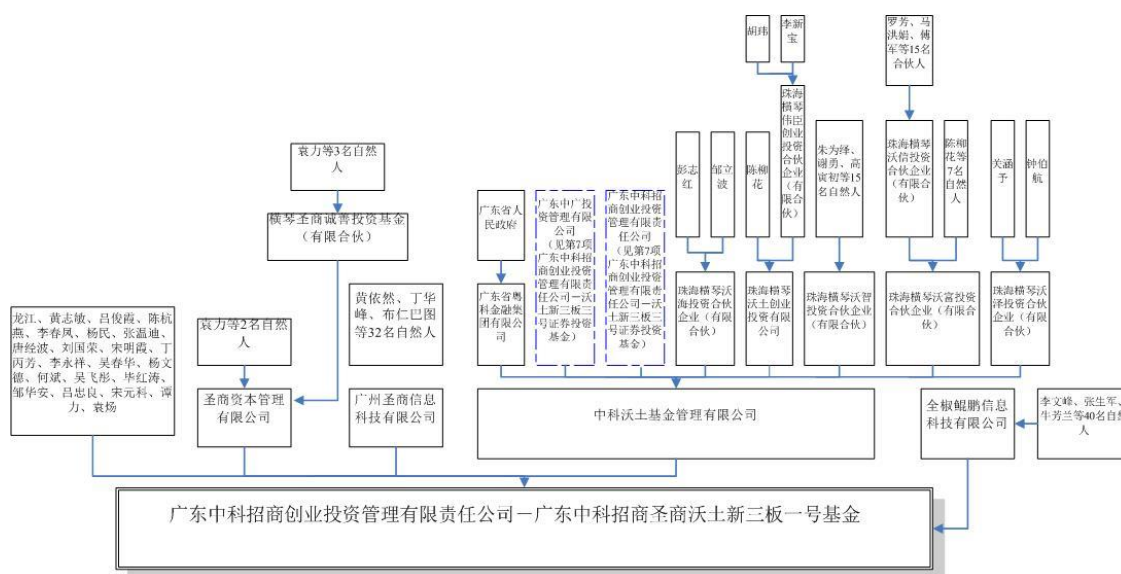 胡玮
李新
宝
罗芳、马
洪娟、傅
军等15名
合伙人
珠海
横琴
伟臣
创业
投资
合伙
企业
(有限
合伙)
袁力等3名自然
人
彭志
红
邹立
波
陈柳
花
朱为绎、
谢勇、高
寅初等15
名自然人
珠海横琴
沃信投资
合伙企业
(有限合
伙)
陈柳
花等
7名
自然
人
关涵
予
钟伯
航
横琴圣商诚善投资基金
(有限合伙)
广东省人
民政府
广东中广投
资管理有限
公司
(见第7项
广东中科招
商创业投资
管理有限责
任公司-沃
土新三板三
号证券投资
基金)
广东中科招
商创业投资
管理有限责
任公司
(见第7项
广东中科招
商创业投资
管理有限责
任公司-沃
土新三板三
号证券投资
基金)
黄依然、丁华
峰、布仁巴图
等32名自然人
广东省粤
科金融集
团有限公
司
珠海横琴沃
海投资合伙
企业(有限
合伙)
珠海横琴
沃土创业
投资有限
公司
珠海横琴沃智
投资合伙企业
(有限合伙)
珠海横琴沃富投资
合伙企业(有限合
伙)
珠海横琴沃
泽投资合伙
企业(有限
合伙)
龙江、黄志敏、吕俊霞、陈杭
燕、李春凤、杨民、张温迪、
唐经波、刘国荣、宋明霞、丁
丙芳、李永祥、吴春华、杨文
德、何斌、吴飞彤、毕红涛、
邹华安、吕忠良、宋元科、谭
力、袁炀
袁力等2名自然
人
圣商资本管理
有限公司
广州圣商信息
科技有限公司
中科沃土基金管理有限公司
全椒鲲鹏信息
科技有限公司
李文峰、张生军、
牛芳兰等40名自然
人
广东中科招商创业投资管理有限责任公司-广东中科招商圣商沃土新三板一号基金